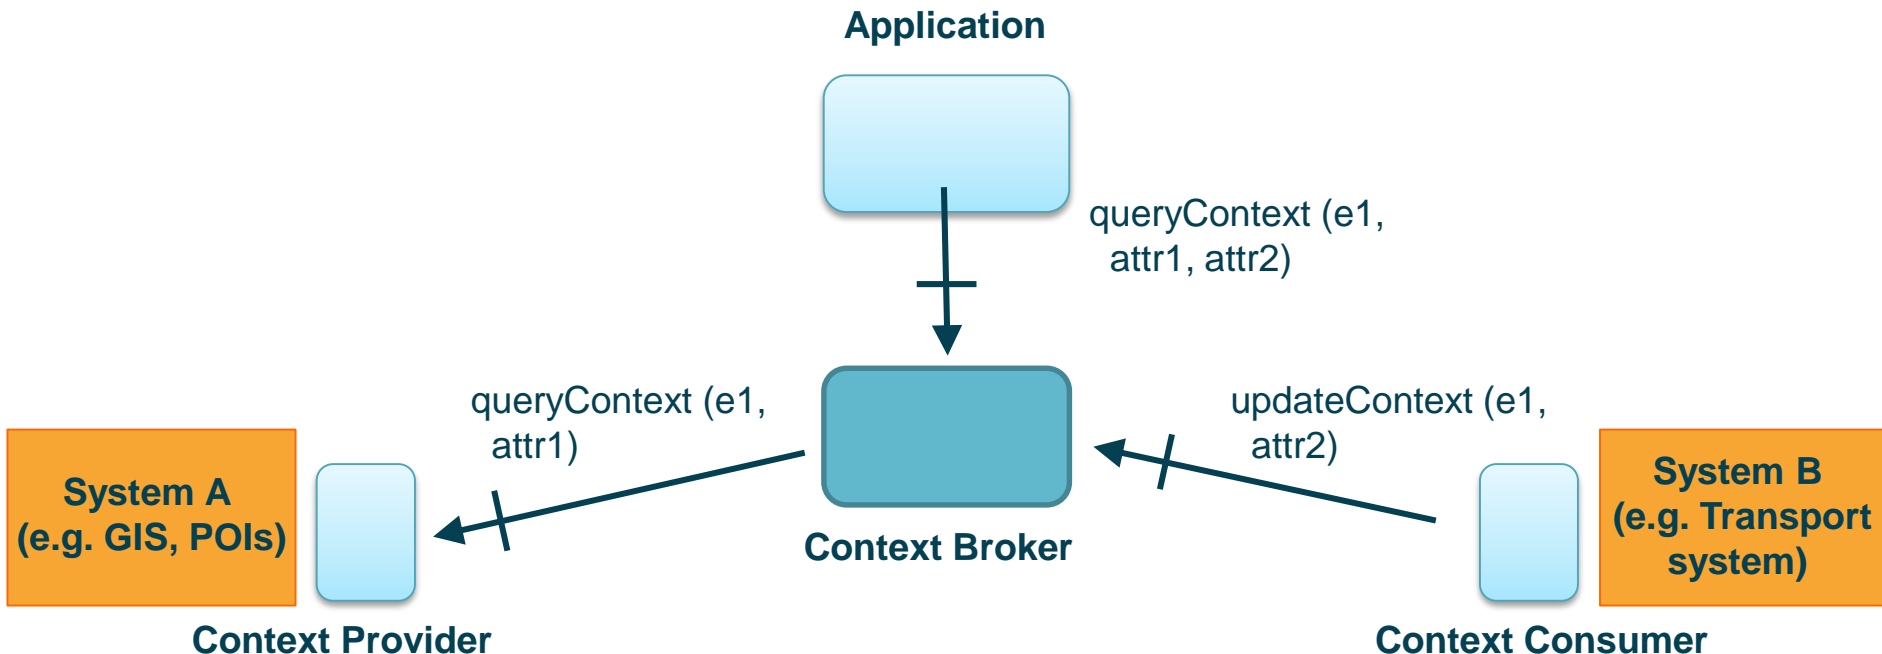 Application
queryContext (e1,
attr1, attr2)
queryContext (e1,
attr1)
updateContext (e1,
attr2)
System A
(e.g. GIS, POIs)
System B
(e.g. Transport
system)
Context Broker
Context Provider
Context Consumer